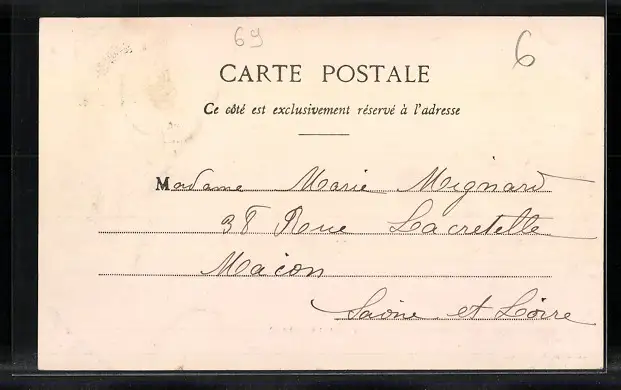 69
6
CARTE POSTALE
Ce côté est exclusivement réservé à l'adresse
Madame Marie Mignard
38 Rue Lacretelle
Macon
Saône et Loire